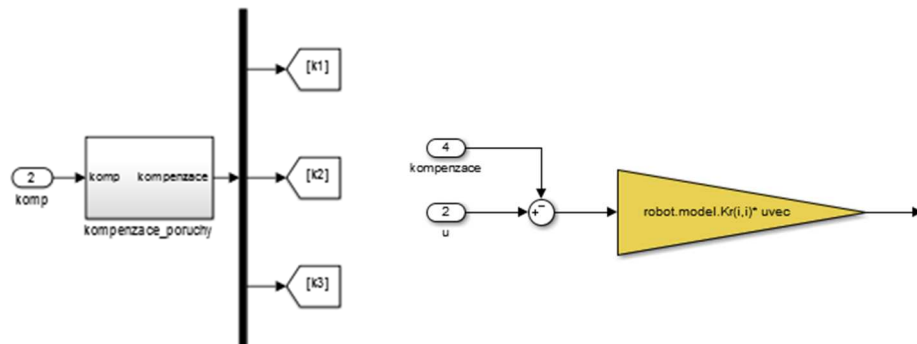 [k1]
2
komp
komp kompenzace
kompenzace_poruchy
[k2]
[k3]
4
kompenzace
2
u
+ −
robot.model.Kr(i,i)* uvec